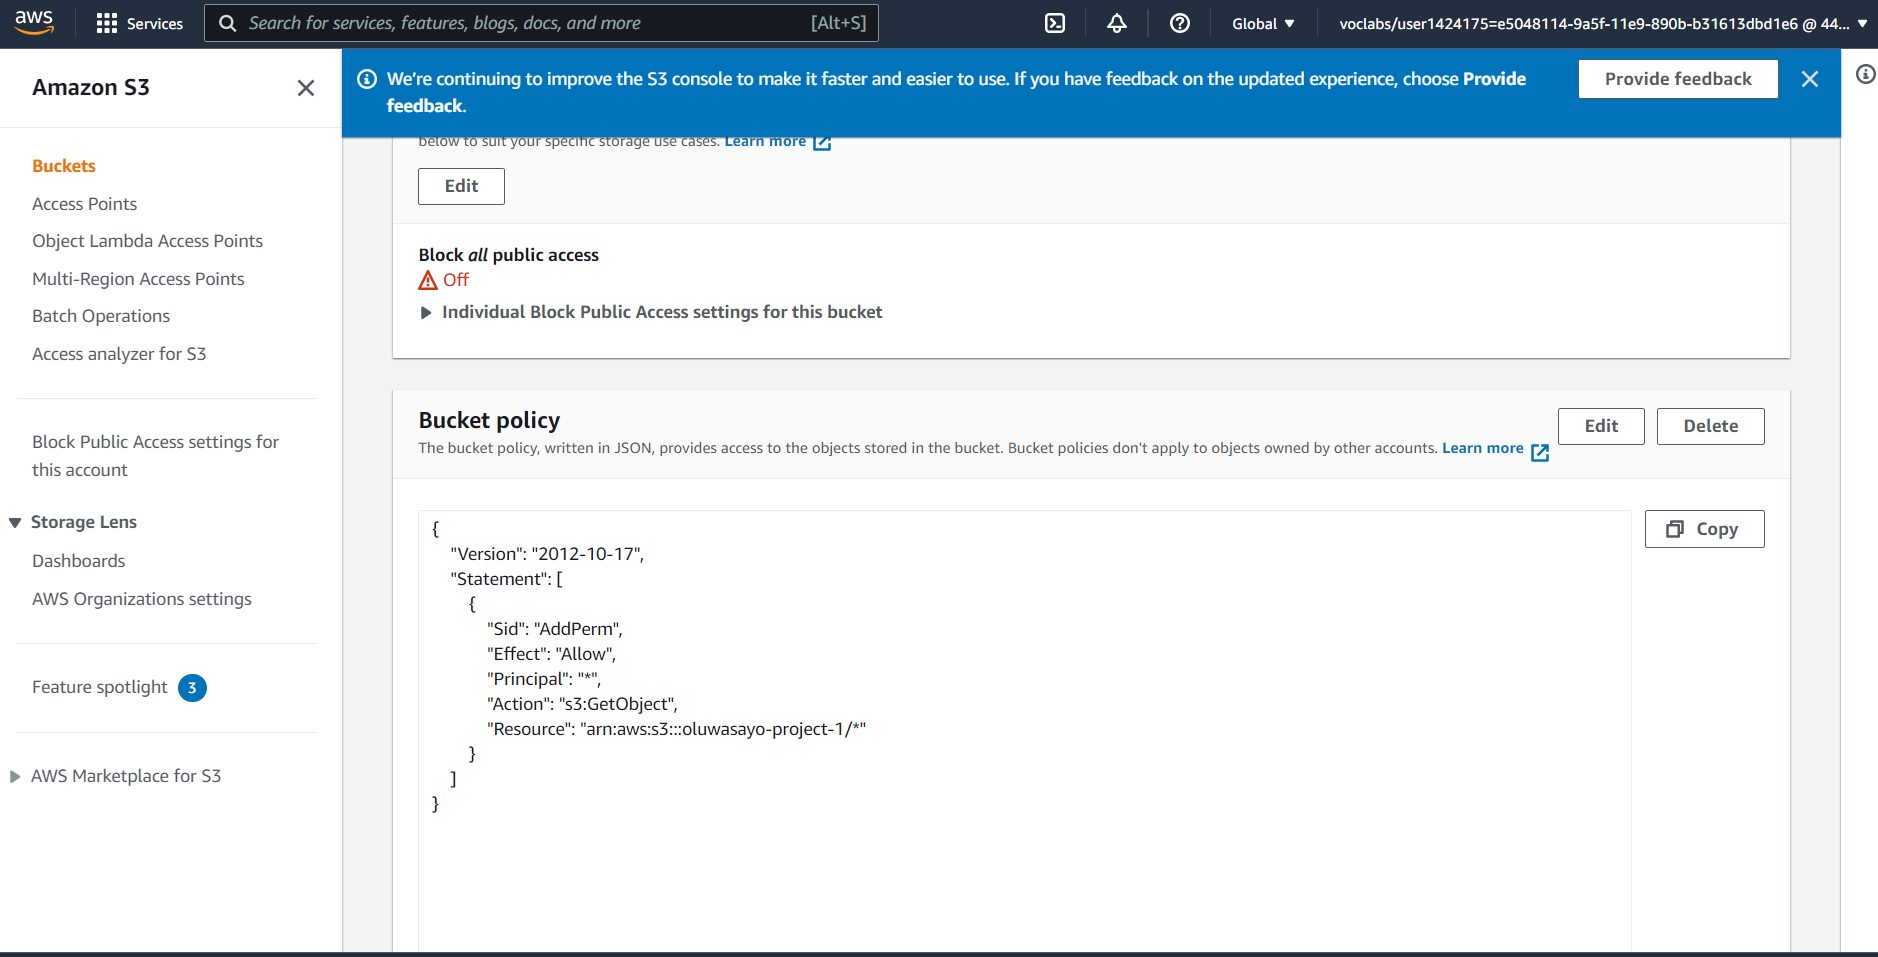 aws
Services
Search for services, features, blogs, docs, and more
[Alt+S]
Global
voclabs/user1424175=e5048114-9a5f-11e9-890b-b31613dbd1e6 @ 44...
Amazon S3
Buckets
Access Points
Object Lambda Access Points
Multi-Region Access Points
Batch Operations
Access analyzer for S3
Block Public Access settings for
this account
Storage Lens
Dashboards
AWS Organizations settings
Feature spotlight 3
AWS Marketplace for S3
We're continuing to improve the S3 console to make it faster and easier to use. If you have feedback on the updated experience, choose Provide
feedback.
Provide feedback
below to suit your specific storage use cases. Learn more
Edit
Block all public access
Off
Individual Block Public Access settings for this bucket
Bucket policy
The bucket policy, written in JSON, provides access to the objects stored in the bucket. Bucket policies don't apply to objects owned by other accounts. Learn more
Edit
Delete
Copy
{
"Version": "2012-10-17",
"Statement": [
{
"Sid": "AddPerm",
"Effect": "Allow",
"Principal": "*",
"Action": "s3:GetObject",
"Resource": "arn:aws:s3:::oluwasayo-project-1/*"
}
]
}